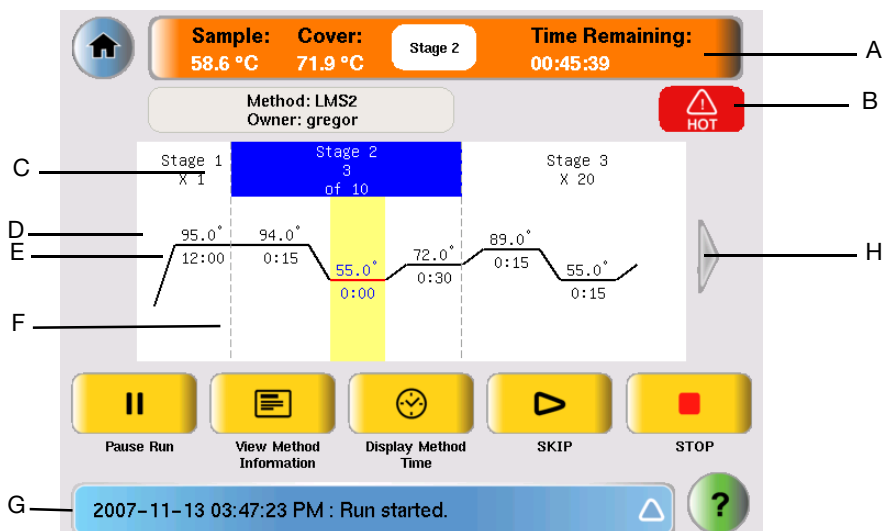 Sample: Cover: Stage 2 Time Remaining:
58.6 °C 71.9 °C 00:45:39
A
Method: LMS2
Owner: gregor
HOT
B
C
Stage 1
X 1
Stage 2
3
of 10
Stage 3
X 20
D
E
95.0°
12:00
94.0°
0:15
55.0°
0:00
72.0°
0:30
89.0°
0:15
55.0°
0:15
H
F
Pause Run
View Method
Information
Display Method
Time
SKIP
STOP
G
2007-11-13 03:47:23 PM : Run started.
?